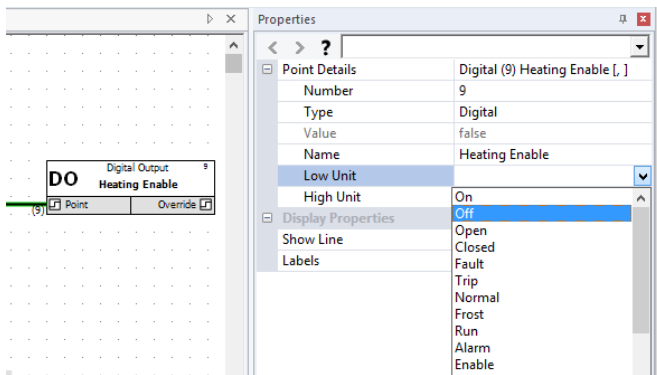 Properties
?
Point Details Digital (9) Heating Enable [, ]
Number 9
Type Digital
Value false
Name Heating Enable
Low Unit
High Unit
Display Properties
Show Line
Labels
On
Off
Open
Closed
Fault
Trip
Normal
Frost
Run
Alarm
Enable
DO
Digital Output 9
Heating Enable
(9)
Point Override